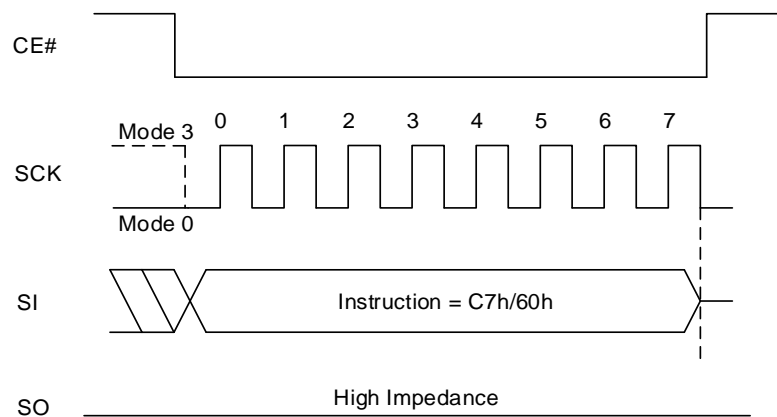 CE#
Mode 3
0 1 2 3 4 5 6 7
SCK
Mode 0
SI
Instruction = C7h/60h
SO
High Impedance